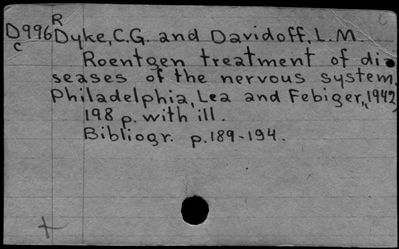 R
D996 Dyke, C.G. and Davidoff, L.M.
c
Roentgen treatment of dis
seases of the nervous system.
Philadelphia, Lea and Febiger, 1942
198 p. with ill.
Bibliogr. p.189-194.